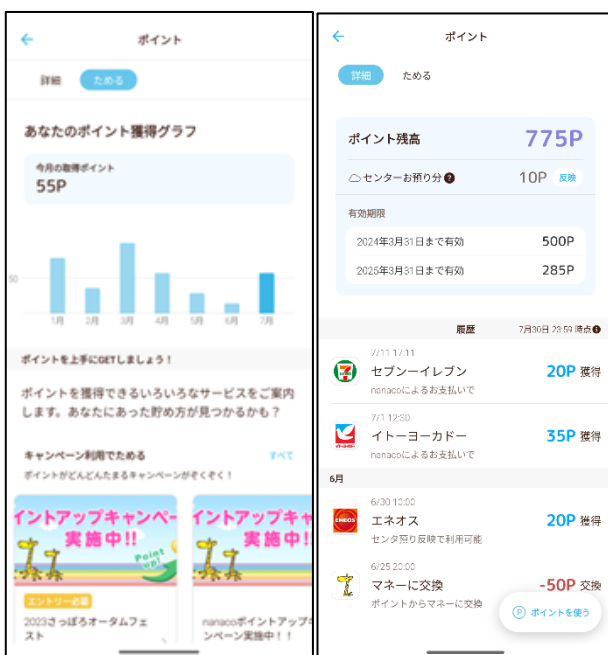 ポイント
詳細 ためる
あなたのポイント獲得グラフ
今月の取得ポイント
55P
50
1月 2月 3月 4月 5月 6月 7月
ポイントを上手にGETしましょう！
ポイントを獲得できるいろいろなサービスをご案内
します。あなたにあった貯め方が見つかるかも？
キャンペーン利用でためる すべて
ポイントがどんどんたまるキャンペーンがぞくぞく！
イントアップキャンペー
実施中!!
Point up!
エントリー必要
2023さっぽろオータムフェ
スト
イントアップキャ
実施中!
nanacoポイントアップキ
ンペーン実施中！！
ポイント
詳細 ためる
ポイント残高 775P
センターお預り分? 10P 反映
有効期限
2024年3月31日まで有効 500P
2025年3月31日まで有効 285P
履歴 7月30日 23:59 時点
7/11 17:11
セブンーイレブン 20P 獲得
nanacoによるお支払いで
7/1 12:30
イトーヨーカドー 35P 獲得
nanacoによるお支払いで
6月
6/30 10:00
ENEOS
エネオス 20P 獲得
センタ預り反映で利用可能
6/25 20:00
マネーに交換 -50P 交換
ポイントからマネーに交換
P ポイントを使う